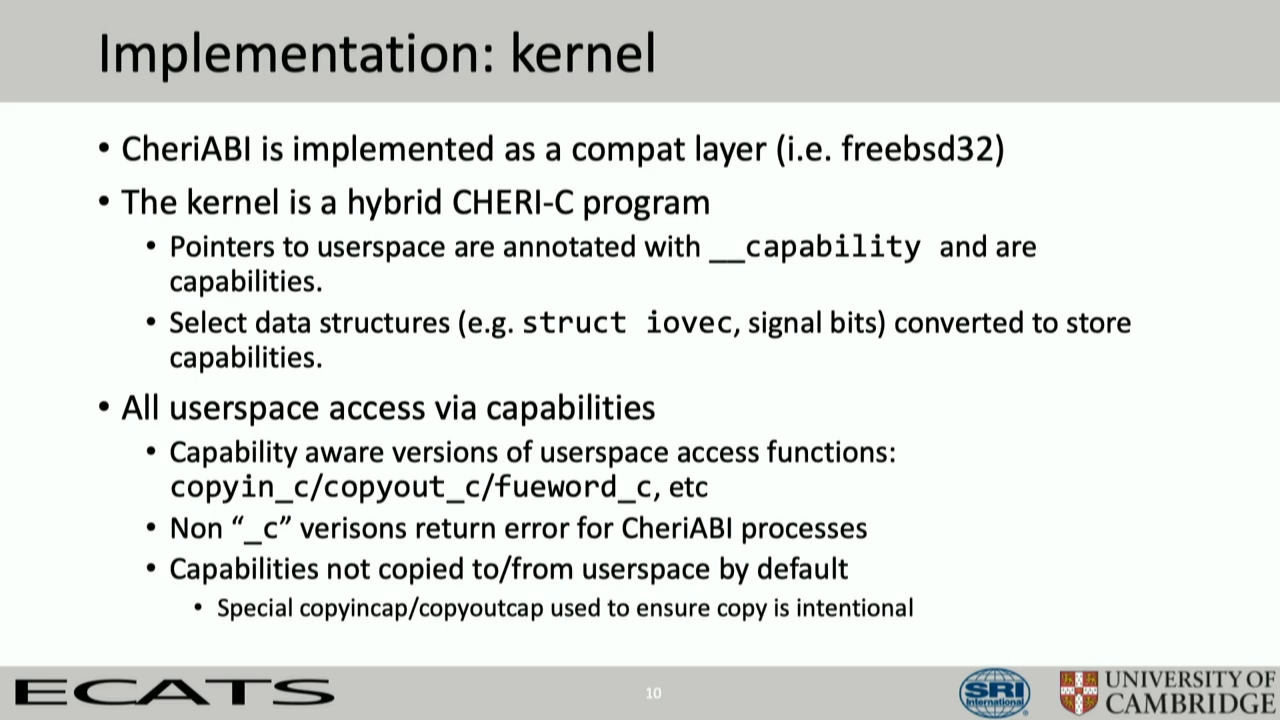 Implementation: kernel
• CheriABI is implemented as a compat layer (i.e. freebsd32)
• The kernel is a hybrid CHERI-C program
• Pointers to userspace are annotated with __capability and are
capabilities.
• Select data structures (e.g. struct iovec, signal bits) converted to store
capabilities.
• All userspace access via capabilities
• Capability aware versions of userspace access functions:
copyin_c/copyout_c/fueword_c, etc
• Non “_c” verisons return error for CheriABI processes
• Capabilities not copied to/from userspace by default
• Special copyincap/copyoutcap used to ensure copy is intentional
ECATS
10
SRI
International
UNIVERSITY OF
CAMBRIDGE